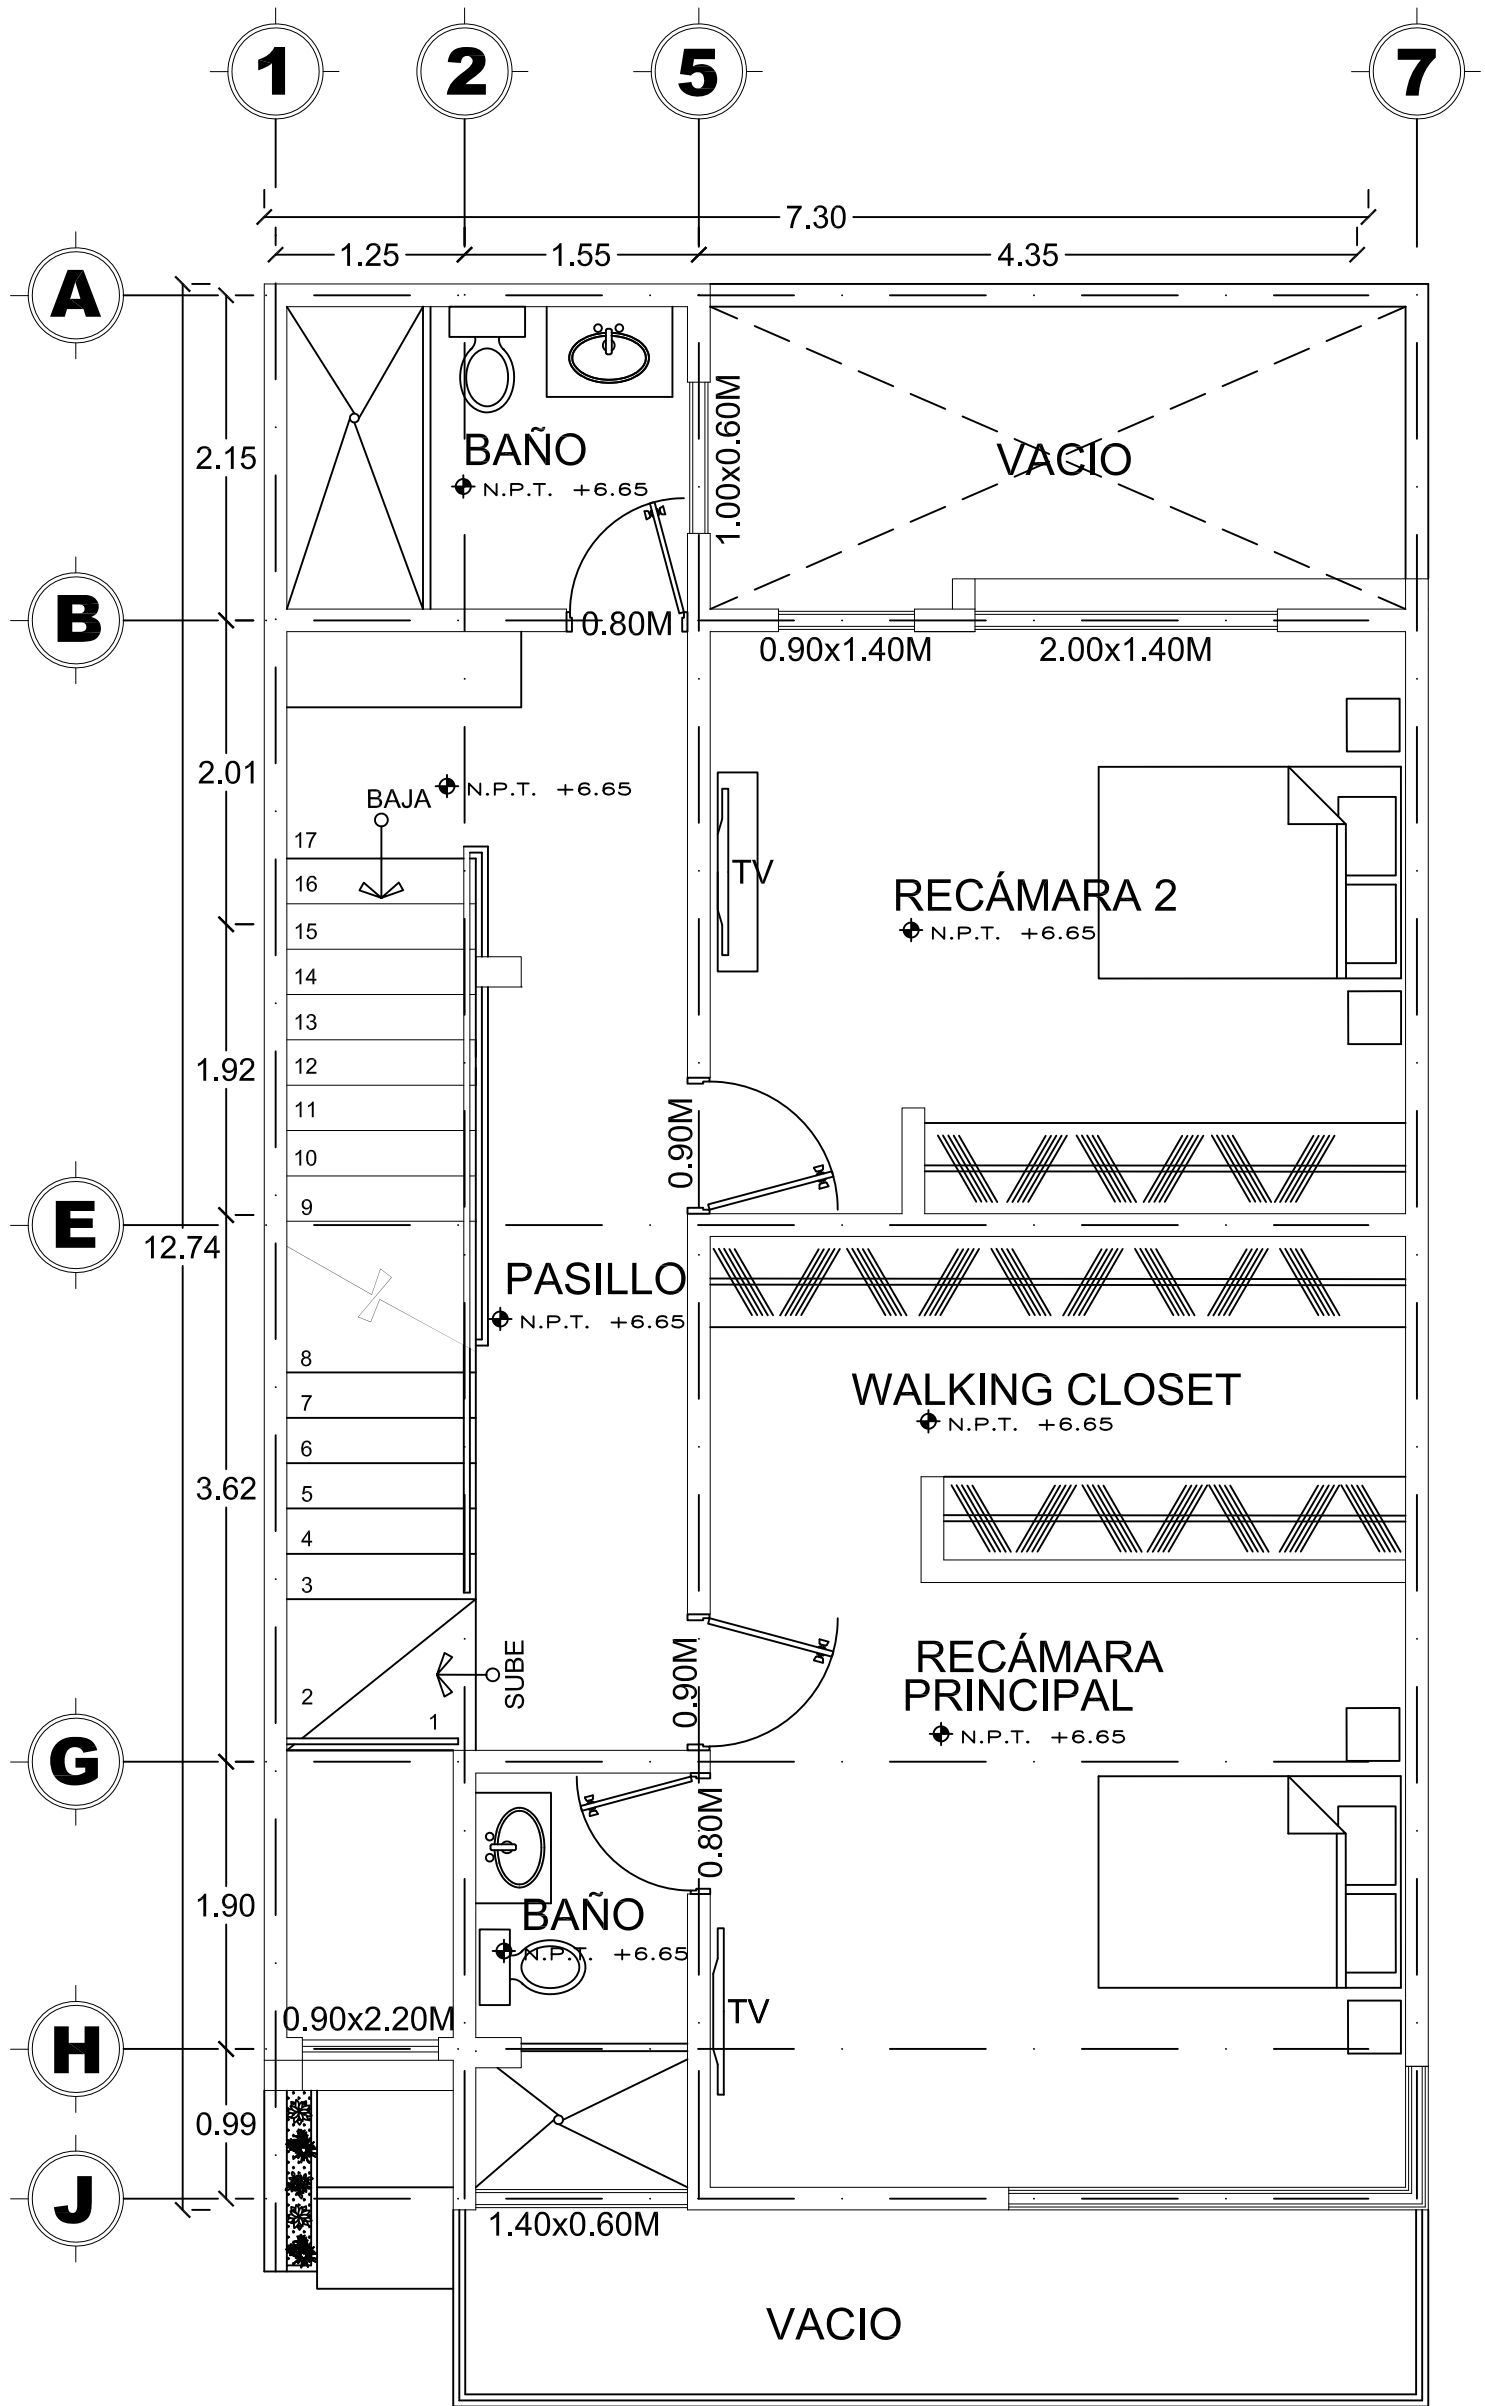 1 2 5 7
7.30
1.25 1.55 4.35
A
2.15
BAÑO
N.P.T. +6.65
1.00x0.60M
VACIO
B
0.80M
0.90x1.40M 2.00x1.40M
2.01
N.P.T. +6.65
BAJA
17
16
15
14
13
12
11
10
9
TV
RECÁMARA 2
N.P.T. +6.65
1.92
0.90M
E
12.74
PASILLO
N.P.T. +6.65
8
7
6
5
4
3
2
1
WALKING CLOSET
N.P.T. +6.65
3.62
SUBE
0.90M
RECÁMARA
PRINCIPAL
N.P.T. +6.65
G
0.80M
1.90
BAÑO
N.P.T. +6.65
0.90x2.20M
TV
H
0.99
J
1.40x0.60M
VACIO